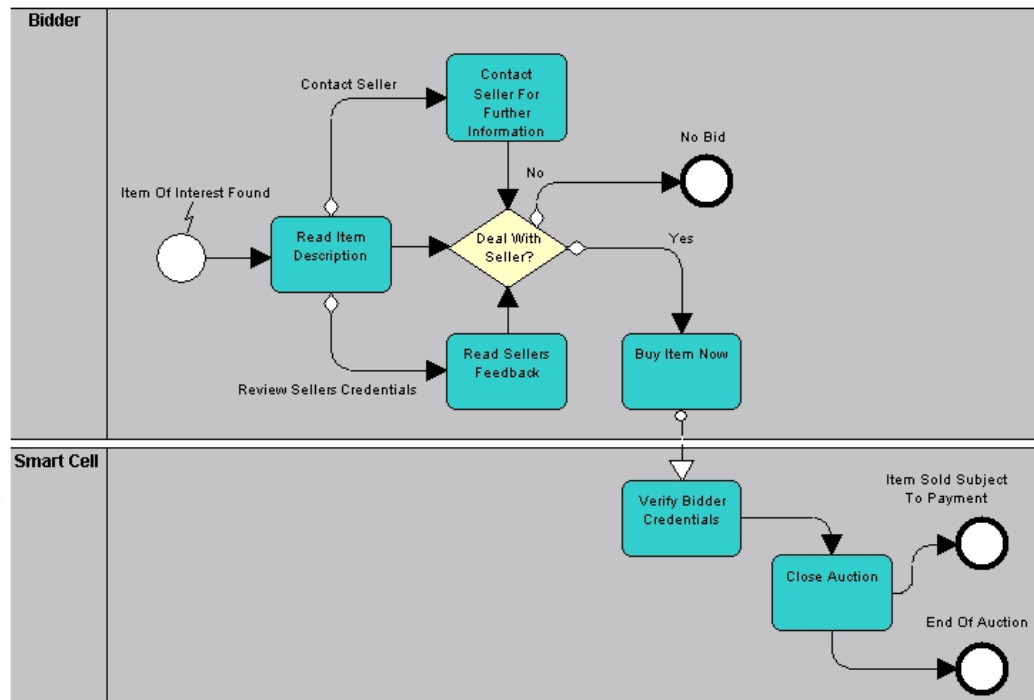 Bidder
Contact Seller
Contact
Seller For
Further
Information
No Bid
No
Item Of Interest Found
Read Item
Description
Deal With
Seller?
Yes
Read Sellers
Feedback
Buy Item Now
Review Sellers Credentials
Smart Cell
Item Sold Subject
To Payment
Verify Bidder
Credentials
Close Auction
End Of Auction